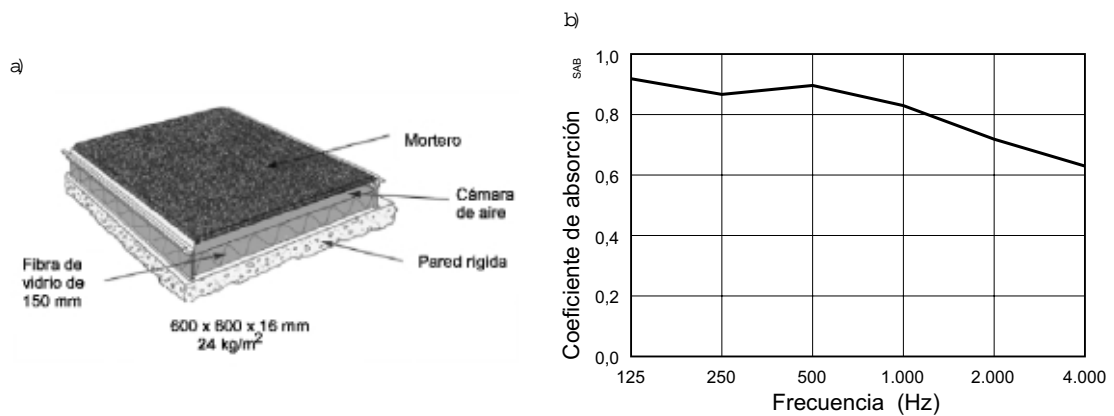 a)
Mortero
Cámara
de aire
Pared rígida
Fibra de
vidrio de
150 mm
600 x 600 x 16 mm
24 kg/m²
b)
Coeficiente de absorción SAB
1,0
0,8
0,6
0,4
0,2
0,0
125 250 500 1.000 2.000 4.000
Frecuencia (Hz)